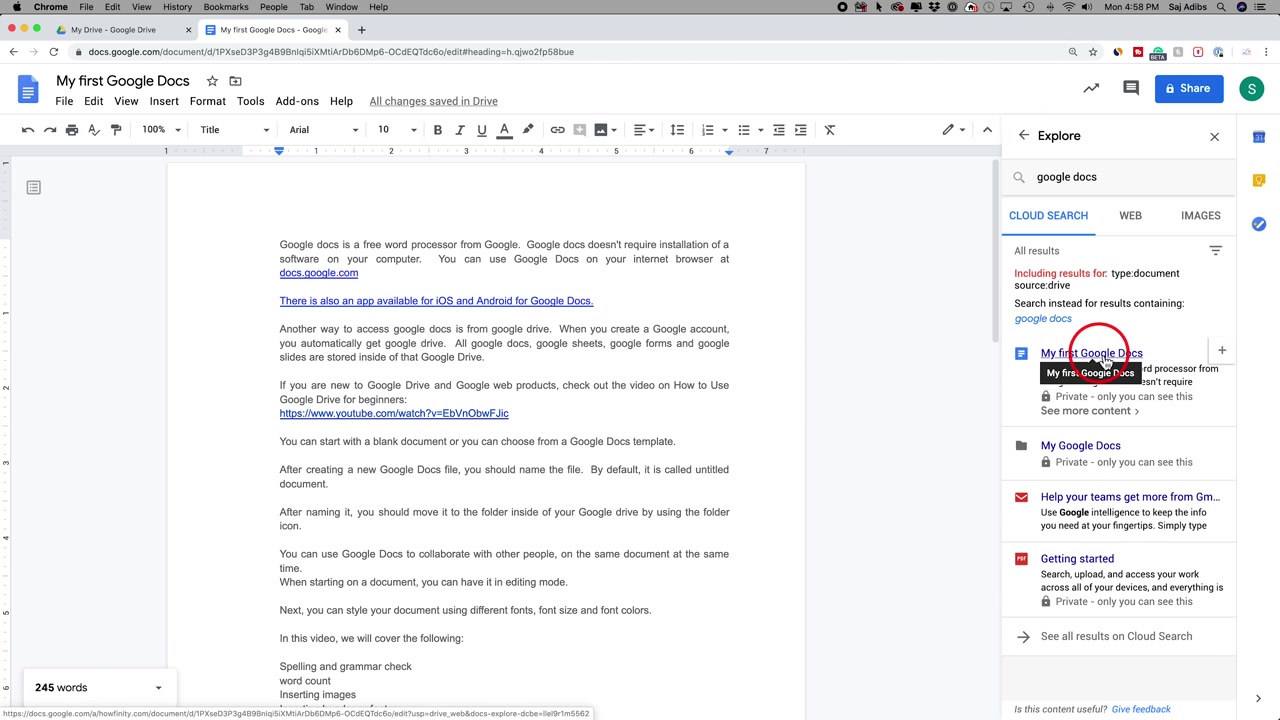 Chrome File Edit View History Bookmarks People Tab Window Help Mon 4:58 PM Saj Adibs
My Drive - Google Drive × My first Google Docs - Google × +
docs.google.com/document/d/1PXseD3P3g4B9Bnlqi5iXMtiArDb6DMp6-OCdEQTdc6o/edit#heading=h.qjwo2fp58bue
BETA
My first Google Docs
File Edit View Insert Format Tools Add-ons Help All changes saved in Drive
Share
S
100% Title Arial 10 B I U A
1 1 2 3 4 5 6 7
Google docs is a free word processor from Google. Google docs doesn't require installation of a
software on your computer. You can use Google Docs on your internet browser at
docs.google.com
There is also an app available for iOS and Android for Google Docs.
Another way to access google docs is from google drive. When you create a Google account,
you automatically get google drive. All google docs, google sheets, google forms and google
slides are stored inside of that Google Drive.
If you are new to Google Drive and Google web products, check out the video on How to Use
Google Drive for beginners:
https://www.youtube.com/watch?v=EbVnObwFJic
You can start with a blank document or you can choose from a Google Docs template.
After creating a new Google Docs file, you should name the file. By default, it is called untitled
document.
After naming it, you should move it to the folder inside of your Google drive by using the folder
icon.
You can use Google Docs to collaborate with other people, on the same document at the same
time.
When starting on a document, you can have it in editing mode.
Next, you can style your document using different fonts, font size and font colors.
In this video, we will cover the following:
Spelling and grammar check
word count
Inserting images
1
1
2
3
4
5
6
245 words
https://docs.google.com/a/howfinity.com/document/d/1PXseD3P3g4B9Bnlqi5iXMtiArDb6DMp6-OCdEQTdc6o/edit?usp=drive_web&docs-explore-dcbe=llel9r1m5562
Explore
google docs
CLOUD SEARCH WEB IMAGES
All results
Including results for: type:document
source:drive
Search instead for results containing:
google docs
My first Google Docs
My first Google Docs
word processor from
doesn't require
Private - only you can see this
See more content
My Google Docs
Private - only you can see this
Help your teams get more from Gm...
Use Google intelligence to keep the info
you need at your fingertips. Simply type
PDF Getting started
Search, upload, and access your work
across all of your devices, and everything is
Private - only you can see this
See all results on Cloud Search
Is this content useful? Give feedback
31